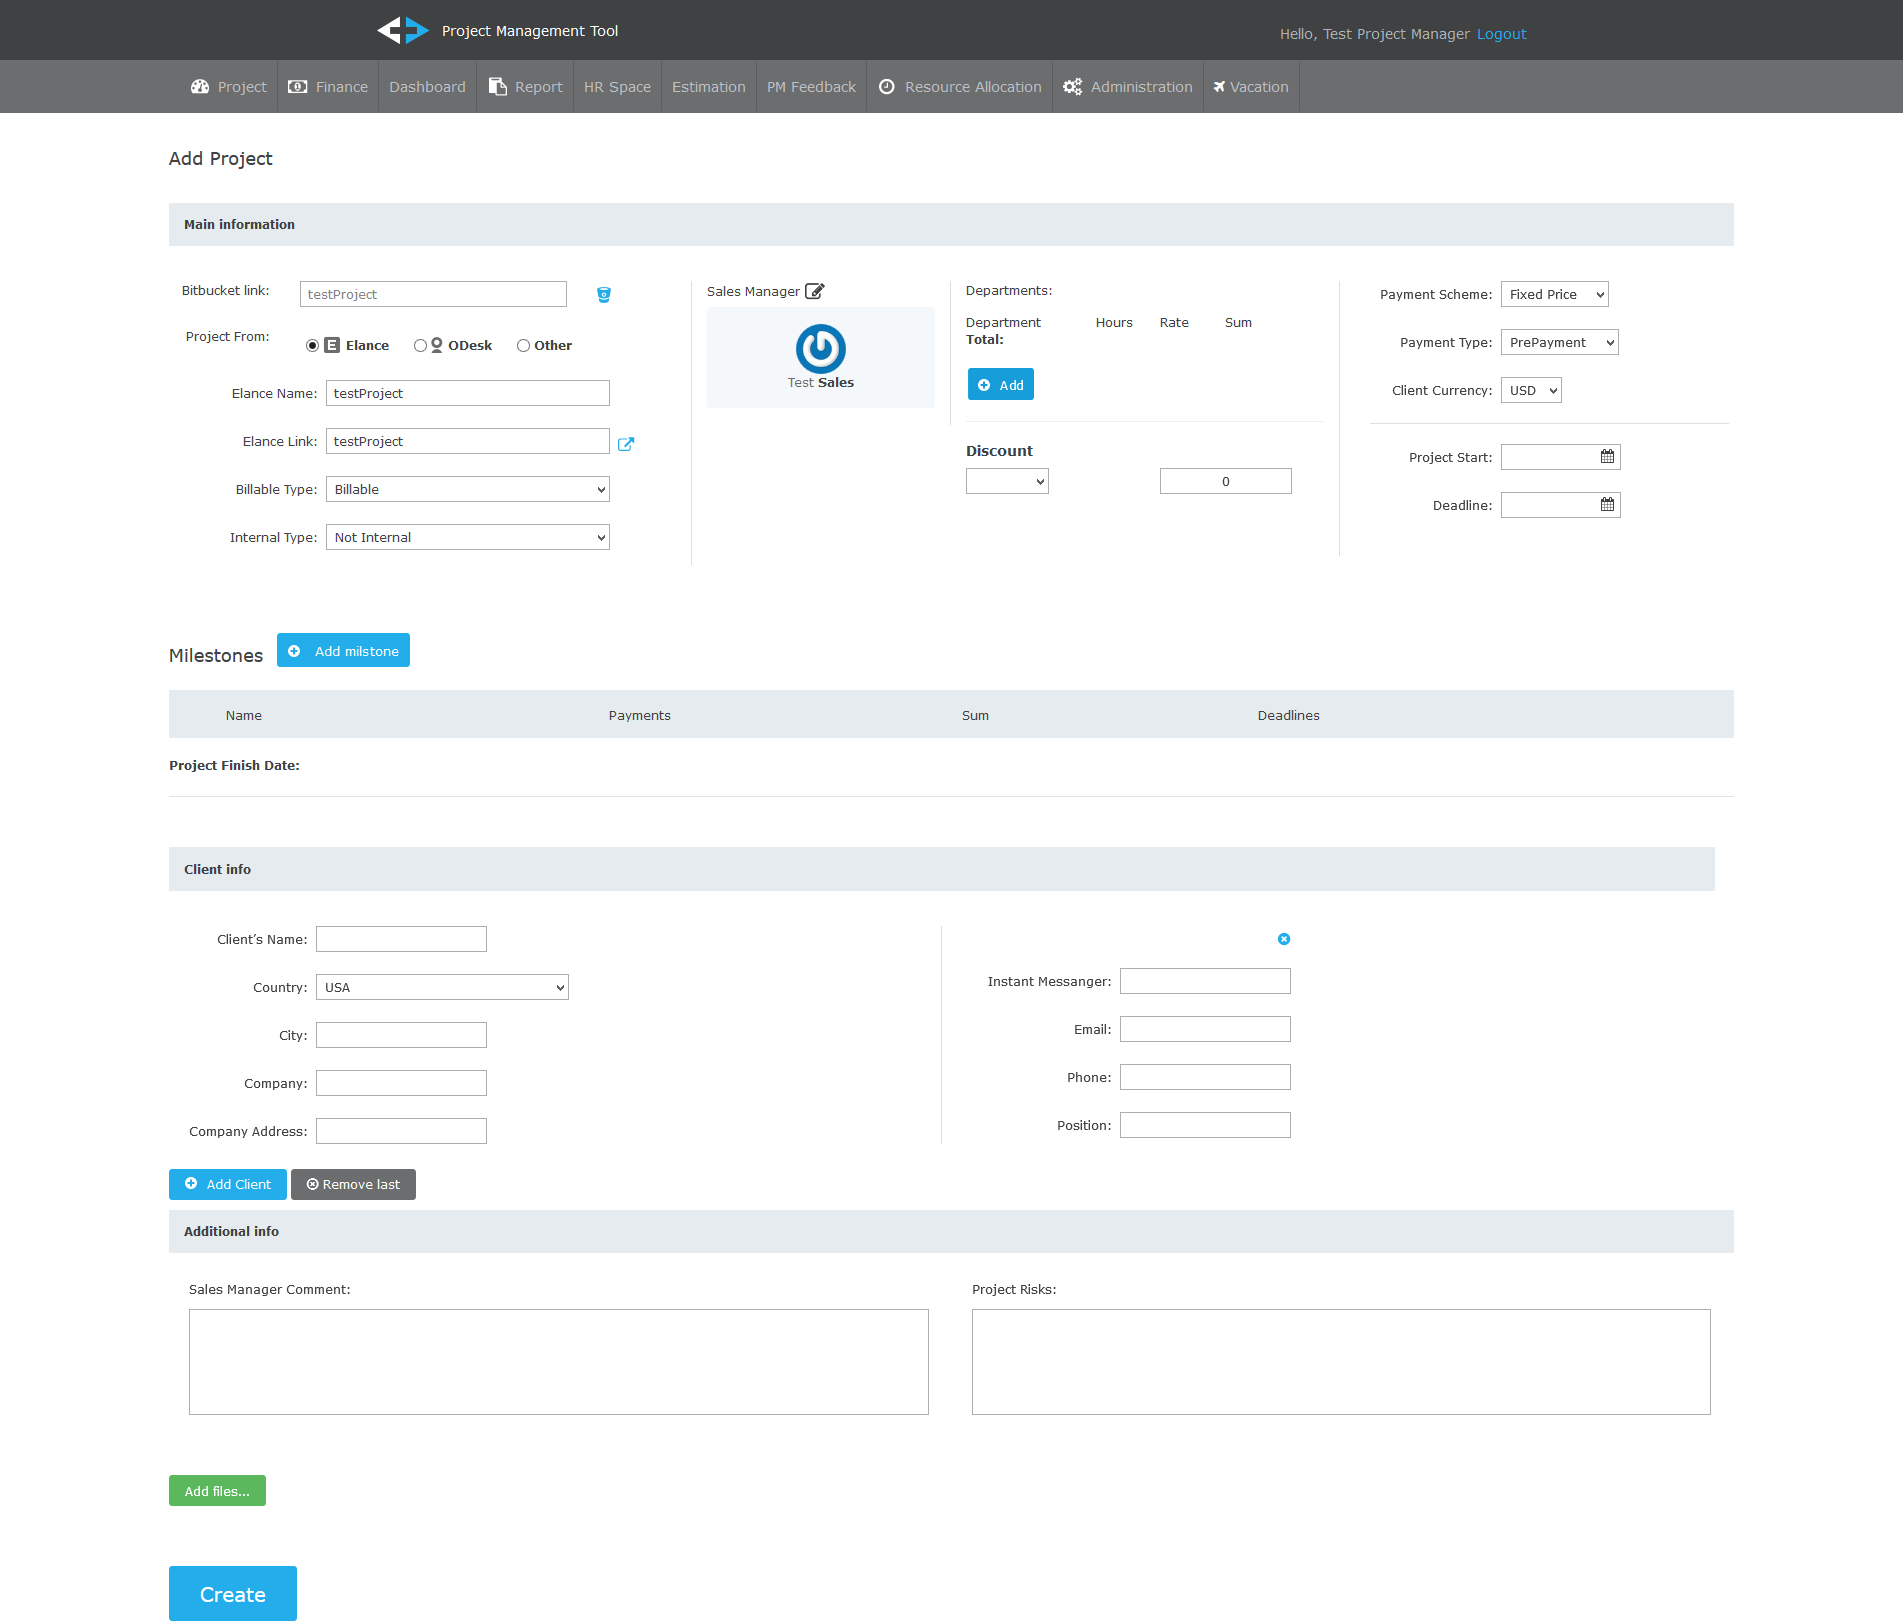 Project Management Tool
Hello, Test Project Manager Logout
Project Finance Dashboard Report HR Space Estimation PM Feedback Resource Allocation Administration Vacation
Add Project
Main information
Bitbucket link: testProject
Project From: E Elance ODesk Other
Elance Name: testProject
Elance Link: testProject
Billable Type: Billable
Internal Type: Not Internal
Sales Manager
Test Sales
Departments:
Department Hours Rate Sum
Total:
Add
Discount
0
Payment Scheme: Fixed Price
Payment Type: PrePayment
Client Currency: USD
Project Start:
Deadline:
Milestones Add milstone
Name Payments Sum Deadlines
Project Finish Date:
Client info
Client's Name:
Country: USA
City:
Company:
Company Address:
Instant Messanger:
Email:
Phone:
Position:
Add Client Remove last
Additional info
Sales Manager Comment:
Project Risks:
Add files...
Create